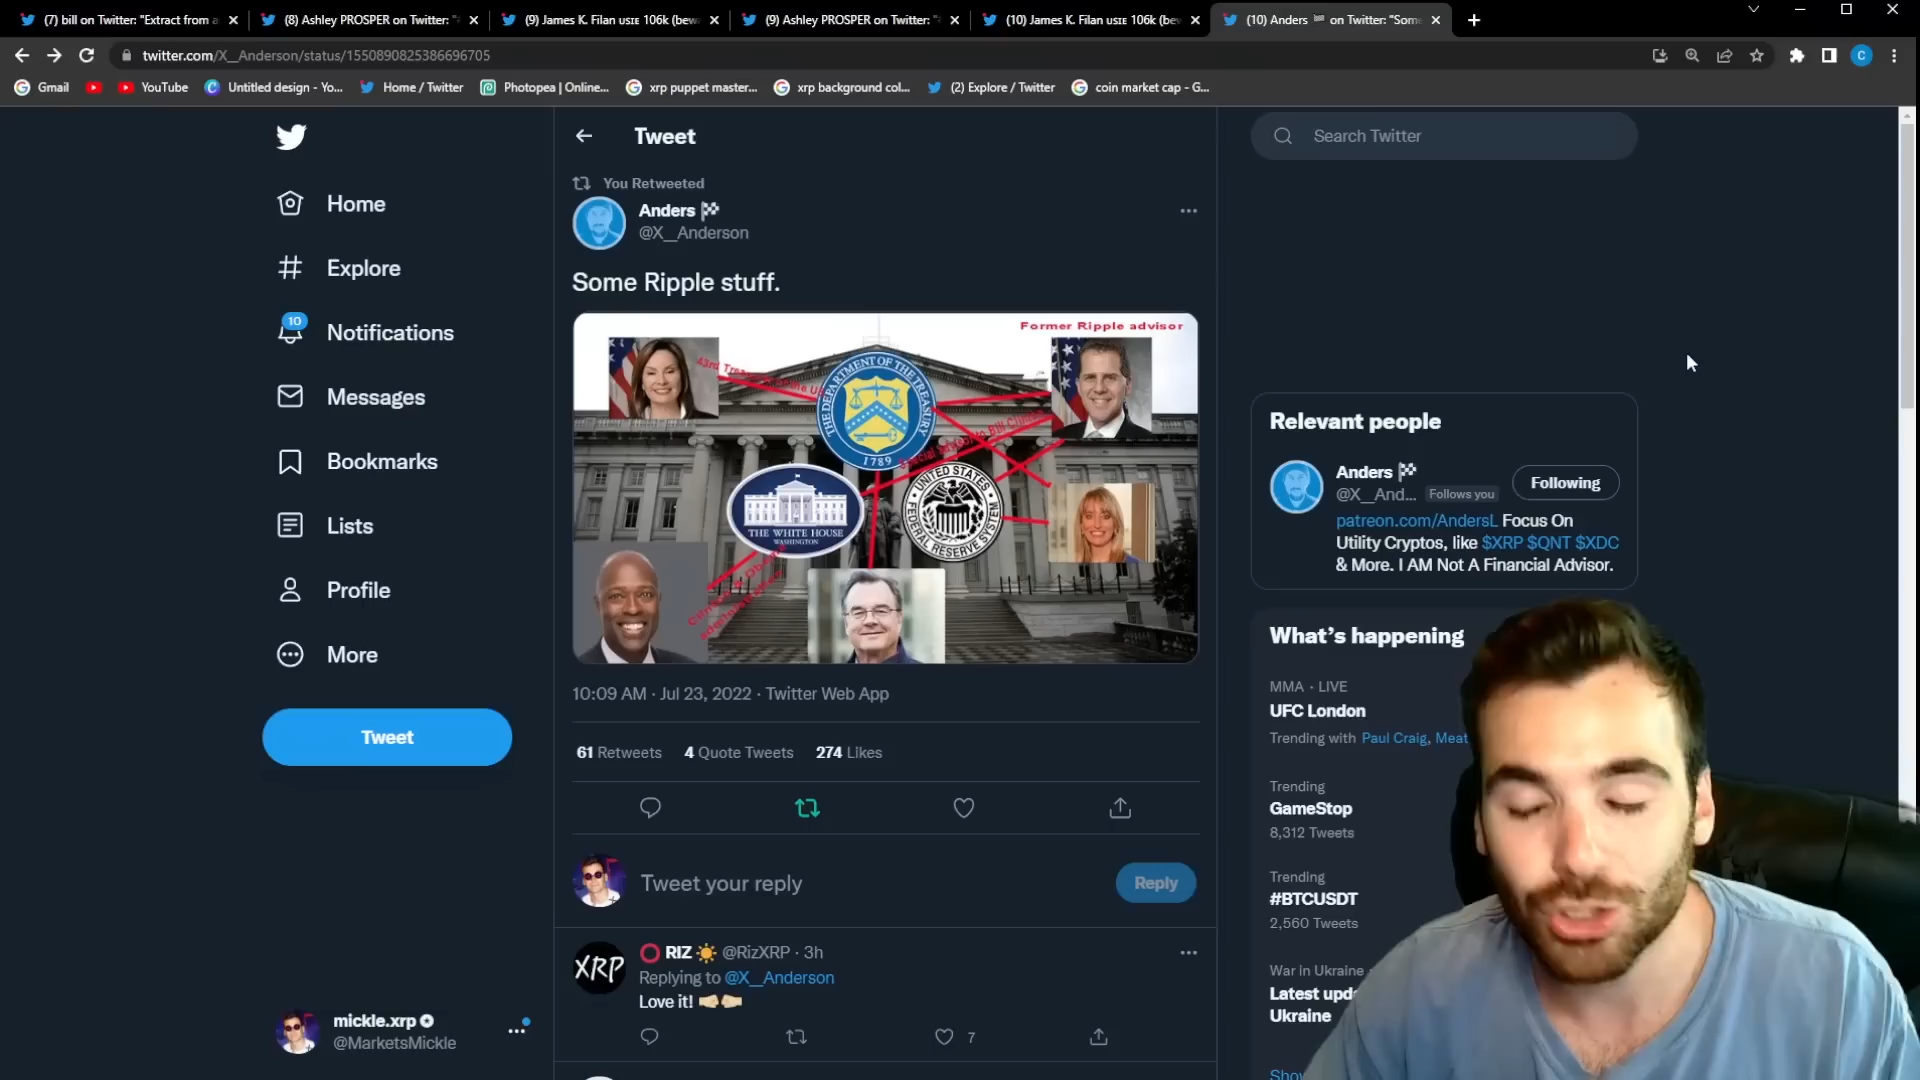 (7) bill on Twitter: "Extract from a
(8) Ashley PROSPER on Twitter: "
(9) James K. Filan 106k (bew
(9) Ashley PROSPER on Twitter: "
(10) James K. Filan 106k (be
(10) Anders 🏁 on Twitter: "Som
twitter.com/X__Anderson/status/1550890825386696705
C
Gmail
YouTube
Untitled design - Yo...
Home / Twitter
Photopea | Online...
xrp puppet master...
xrp background col...
(2) Explore / Twitter
coin market cap - G...
Home
Explore
10
Notifications
Messages
Bookmarks
Lists
Profile
More
Tweet
mickle.xrp
@MarketsMickle
Tweet
You Retweeted
Anders 🏁
@X__Anderson
Some Ripple stuff.
Former Ripple advisor
THE DEPARTMENT OF THE TREASURY
1789
43rd
Bill
THE WHITE HOUSE
WASHINGTON
UNITED STATES
FEDERAL RESERVE SYSTEM
10:09 AM · Jul 23, 2022 · Twitter Web App
61 Retweets 4 Quote Tweets 274 Likes
Tweet your reply
Reply
XRP
⭕ RIZ ☀️ @RizXRP · 3h
Replying to @X__Anderson
Love it! 🤜🤛
7
Search Twitter
Relevant people
Anders 🏁
@X__And... Follows you
Following
patreon.com/AndersL Focus On
Utility Cryptos, like $XRP $QNT $XDC
& More. I AM Not A Financial Advisor.
What's happening
MMA · LIVE
UFC London
Trending with Paul Craig, Meat
Trending
GameStop
8,312 Tweets
Trending
#BTCUSDT
2,560 Tweets
War in Ukraine
Latest upd
Ukraine
Show